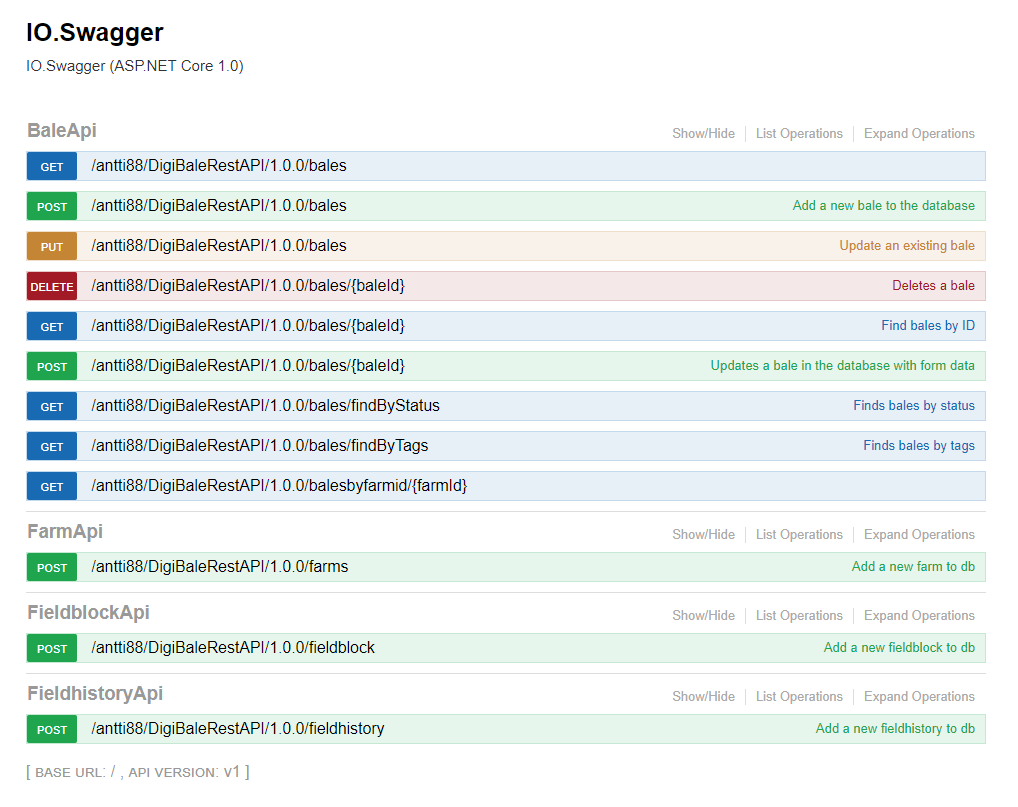 IO.Swagger
IO.Swagger (ASP.NET Core 1.0)
BaleApi Show/Hide List Operations Expand Operations
GET /antti88/DigiBaleRestAPI/1.0.0/bales
POST /antti88/DigiBaleRestAPI/1.0.0/bales Add a new bale to the database
PUT /antti88/DigiBaleRestAPI/1.0.0/bales Update an existing bale
DELETE /antti88/DigiBaleRestAPI/1.0.0/bales/{baleId} Deletes a bale
GET /antti88/DigiBaleRestAPI/1.0.0/bales/{baleId} Find bales by ID
POST /antti88/DigiBaleRestAPI/1.0.0/bales/{baleId} Updates a bale in the database with form data
GET /antti88/DigiBaleRestAPI/1.0.0/bales/findByStatus Finds bales by status
GET /antti88/DigiBaleRestAPI/1.0.0/bales/findByTags Finds bales by tags
GET /antti88/DigiBaleRestAPI/1.0.0/balesbyfarmid/{farmId}
FarmApi Show/Hide List Operations Expand Operations
POST /antti88/DigiBaleRestAPI/1.0.0/farms Add a new farm to db
FieldblockApi Show/Hide List Operations Expand Operations
POST /antti88/DigiBaleRestAPI/1.0.0/fieldblock Add a new fieldblock to db
FieldhistoryApi Show/Hide List Operations Expand Operations
POST /antti88/DigiBaleRestAPI/1.0.0/fieldhistory Add a new fieldhistory to db
[ BASE URL: / , API VERSION: v1 ]